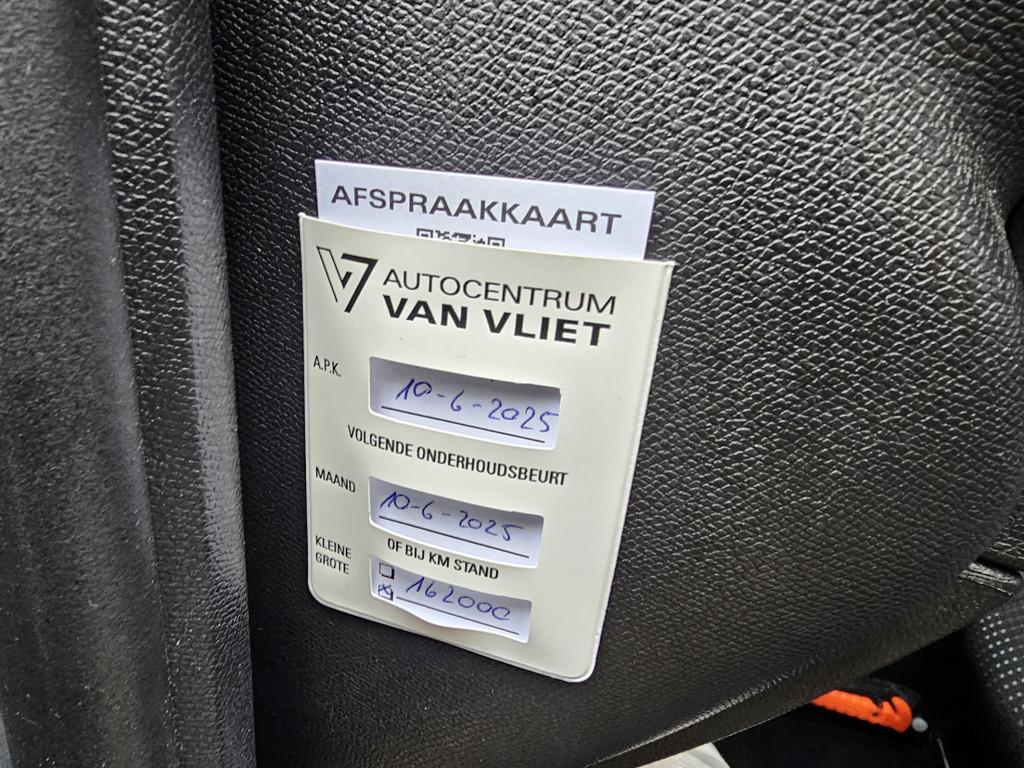 AFSPRAAKKAART
V7 AUTOCENTRUM
VAN VLIET
A.P.K.
10-6-2025
VOLGENDE ONDERHOUDSBEURT
MAAND
10-6-2025
OF BIJ KM STAND
KLEINE
GROTE
162000